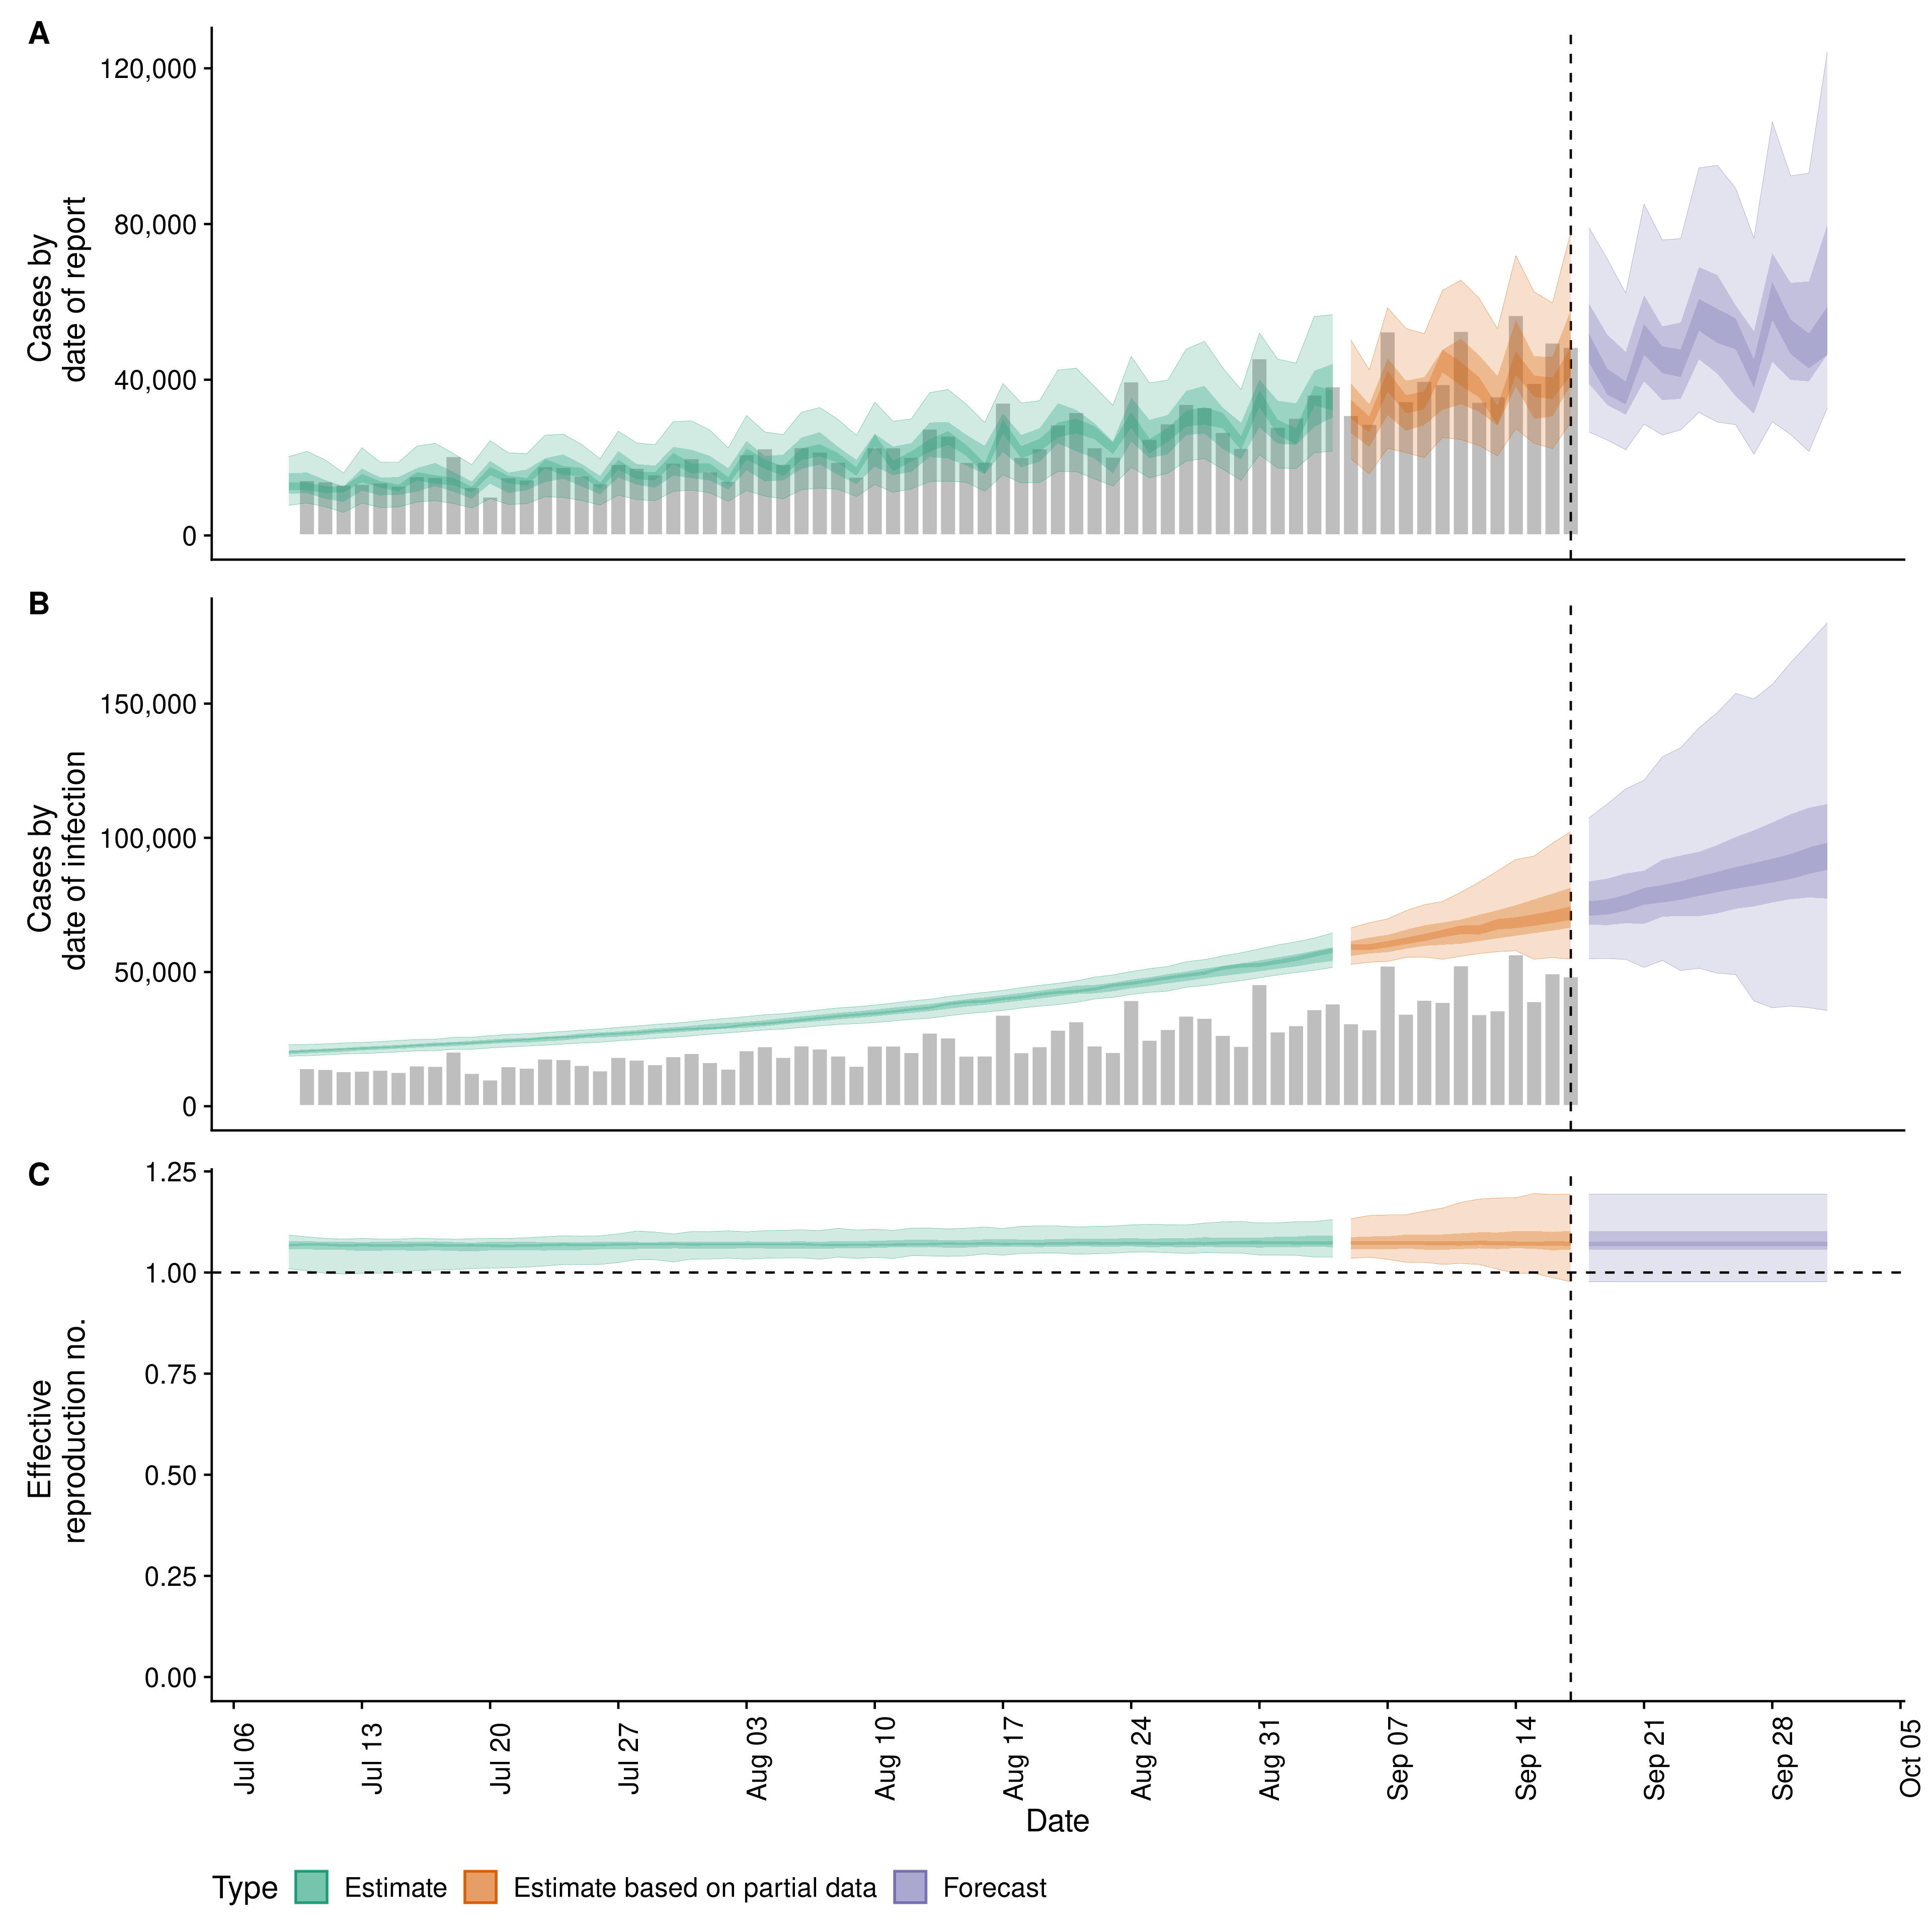 A
120,000
80,000
40,000
0
Cases by
date of report
B
150,000
100,000
50,000
0
Cases by
date of infection
C
1.25
1.00
0.75
0.50
0.25
0.00
Effective
reproduction no.
Jul 06
Jul 13
Jul 20
Jul 27
Aug 03
Aug 10
Aug 17
Aug 24
Aug 31
Sep 07
Sep 14
Sep 21
Sep 28
Oct 05
Date
Type Estimate Estimate based on partial data Forecast